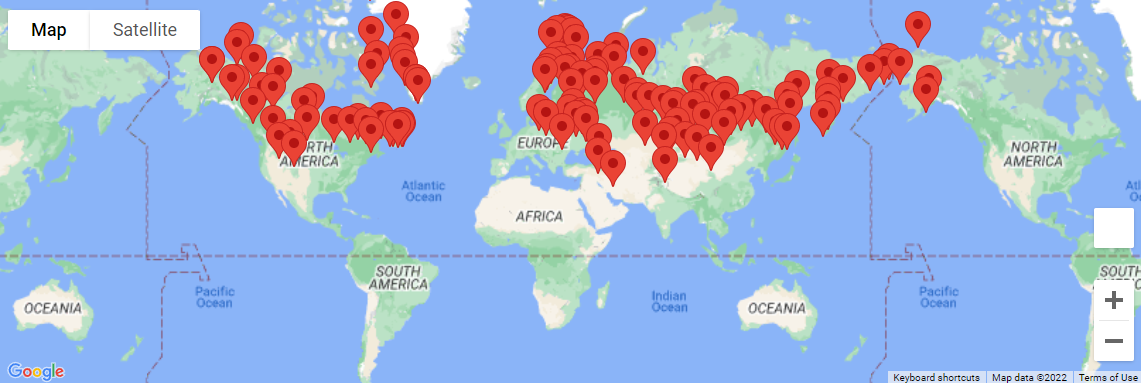 Map
Satellite
NORTH
AMERICA
EUROPE
NORTH
AMERICA
Atlantic
Ocean
AFRICA
SOUTH
AMERICA
OCEANIA
Pacific
Ocean
Indian
Ocean
OCEANIA
Pacific
Ocean
Google
Keyboard shortcuts
Map data ©2022
Terms of Use